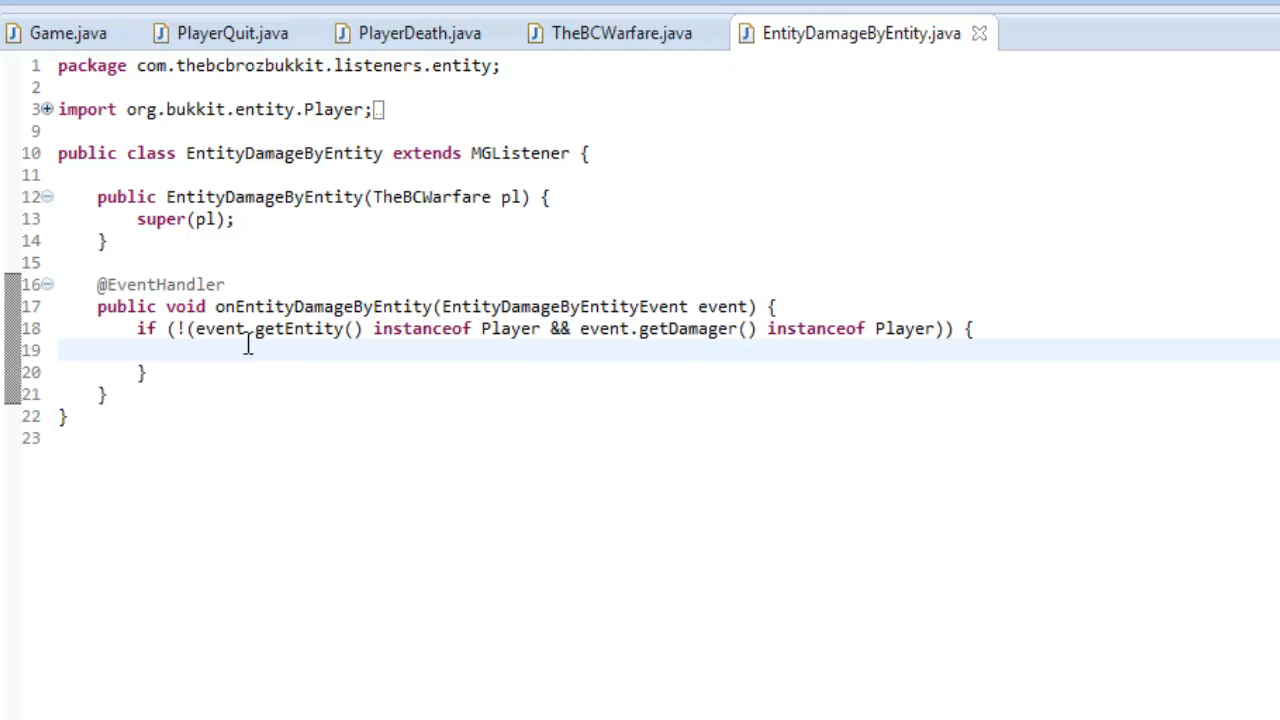 Game.java PlayerQuit.java PlayerDeath.java TheBCWarfare.java EntityDamageByEntity.java
1 package com.thebcbrozbukkit.listeners.entity;
2
3 import org.bukkit.entity.Player;
9
10 public class EntityDamageByEntity extends MGListener {
11
12 public EntityDamageByEntity(TheBCWarfare pl) {
13 super(pl);
14 }
15
16 @EventHandler
17 public void onEntityDamageByEntity(EntityDamageByEntityEvent event) {
18 if (!(event.getEntity() instanceof Player && event.getDamager() instanceof Player)) {
19
20 }
21 }
22 }
23